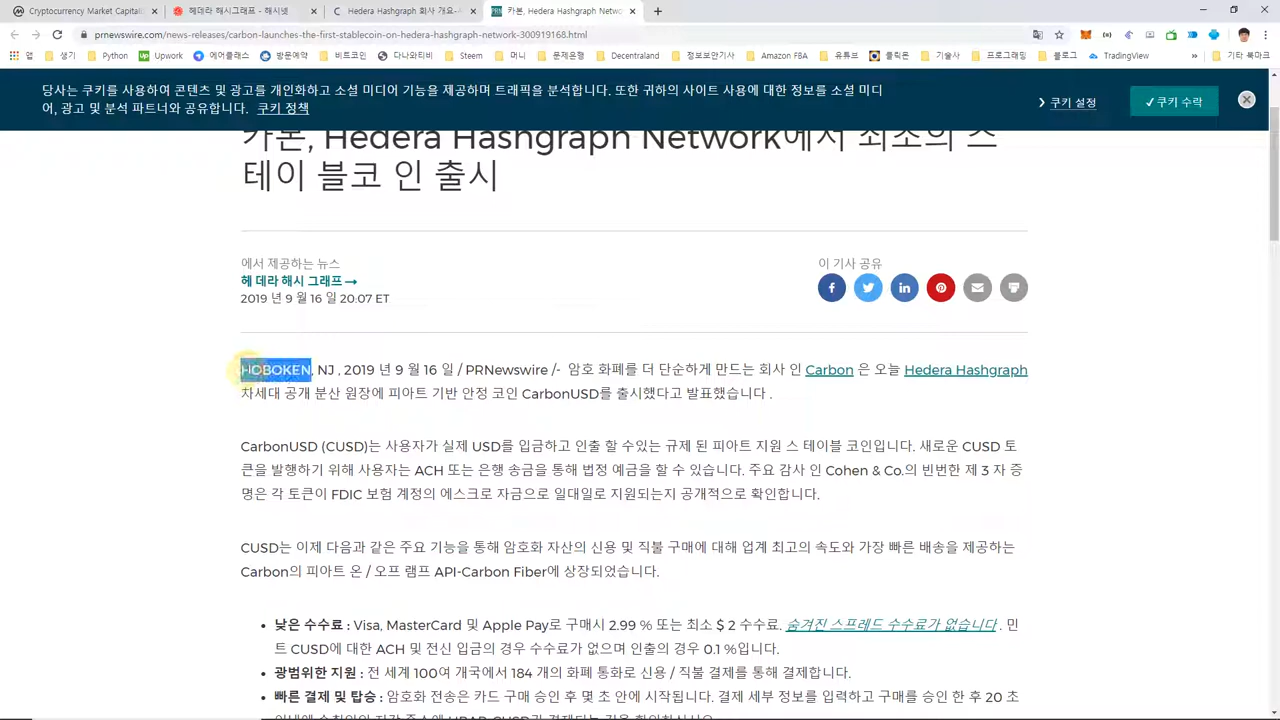 Cryptocurrency Market Capitali
헤데라 해시그래프 - 해시넷
Hedera Hashgraph 회사 개요-A
카본, Hedera Hashgraph Netwo
prnewswire.com/news-releases/carbon-launches-the-first-stablecoin-on-hedera-hashgraph-network-300919168.html
앱 생리 Python Upwork 에어클래스 방문예약 비트코인 다나와티비 Steem 머니 문제은행 Decentraland 정보보안기사 Amazon FBA 유튜브 클릭온 기술사 프로그래밍 블로그 TradingView 기타 북마크
당사는 쿠키를 사용하여 콘텐츠 및 광고를 개인화하고 소셜 미디어 기능을 제공하며 트래픽을 분석합니다. 또한 귀하의 사이트 사용에 대한 정보를 소셜 미디
어, 광고 및 분석 파트너와 공유합니다. 쿠키 정책
쿠키 설정
✓쿠키 수락
카본, Hedera Hashgraph Network에서 최초의 스
테이 블코 인 출시
에서 제공하는 뉴스
헤 데라 해시 그래프
2019 년 9 월 16 일 20:07 ET
이 기사 공유
HOBOKEN, NJ , 2019 년 9 월 16 일 / PRNewswire /- 암호 화폐를 더 단순하게 만드는 회사 인 Carbon 은 오늘 Hedera Hashgraph
차세대 공개 분산 원장에 피아트 기반 안정 코인 CarbonUSD를 출시했다고 발표했습니다 .
CarbonUSD (CUSD)는 사용자가 실제 USD를 입금하고 인출 할 수있는 규제 된 피아트 지원 스 테이블 코인입니다. 새로운 CUSD 토
큰을 발행하기 위해 사용자는 ACH 또는 은행 송금을 통해 법정 예금을 할 수 있습니다. 주요 감사 인 Cohen & Co.의 빈번한 제 3 자 증
명은 각 토큰이 FDIC 보험 계정의 에스크로 자금으로 일대일로 지원되는지 공개적으로 확인합니다.
CUSD는 이제 다음과 같은 주요 기능을 통해 암호화 자산의 신용 및 직불 구매에 대해 업계 최고의 속도와 가장 빠른 배송을 제공하는
Carbon의 피아트 온 / 오프 램프 API-Carbon Fiber에 상장되었습니다.
• 낮은 수수료 : Visa, MasterCard 및 Apple Pay로 구매시 2.99 % 또는 최소 $ 2 수수료. 숨겨진 스프레드 수수료가 없습니다 . 민
트 CUSD에 대한 ACH 및 전신 입금의 경우 수수료가 없으며 인출의 경우 0.1 %입니다.
• 광범위한 지원 : 전 세계 100여 개국에서 184 개의 화폐 통화로 신용 / 직불 결제를 통해 결제합니다.
• 빠른 결제 및 탑승 : 암호화 전송은 카드 구매 승인 후 몇 초 안에 시작됩니다. 결제 세부 정보를 입력하고 구매를 승인 한 후 20 초